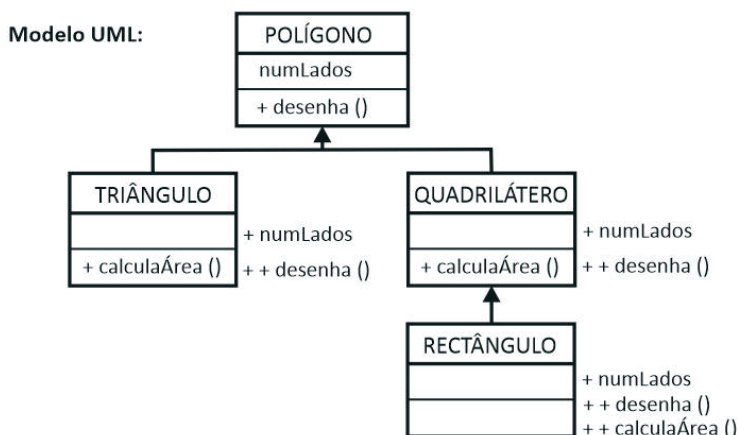 Modelo UML:
POLÍGONO
numLados
+ desenha ()
TRIÂNGULO
+ numLados
+ calculaÁrea ()
+ + desenha ()
QUADRILÁTERO
+ numLados
+ calculaÁrea ()
+ + desenha ()
RECTÂNGULO
+ numLados
+ + desenha ()
+ + calculaÁrea ()